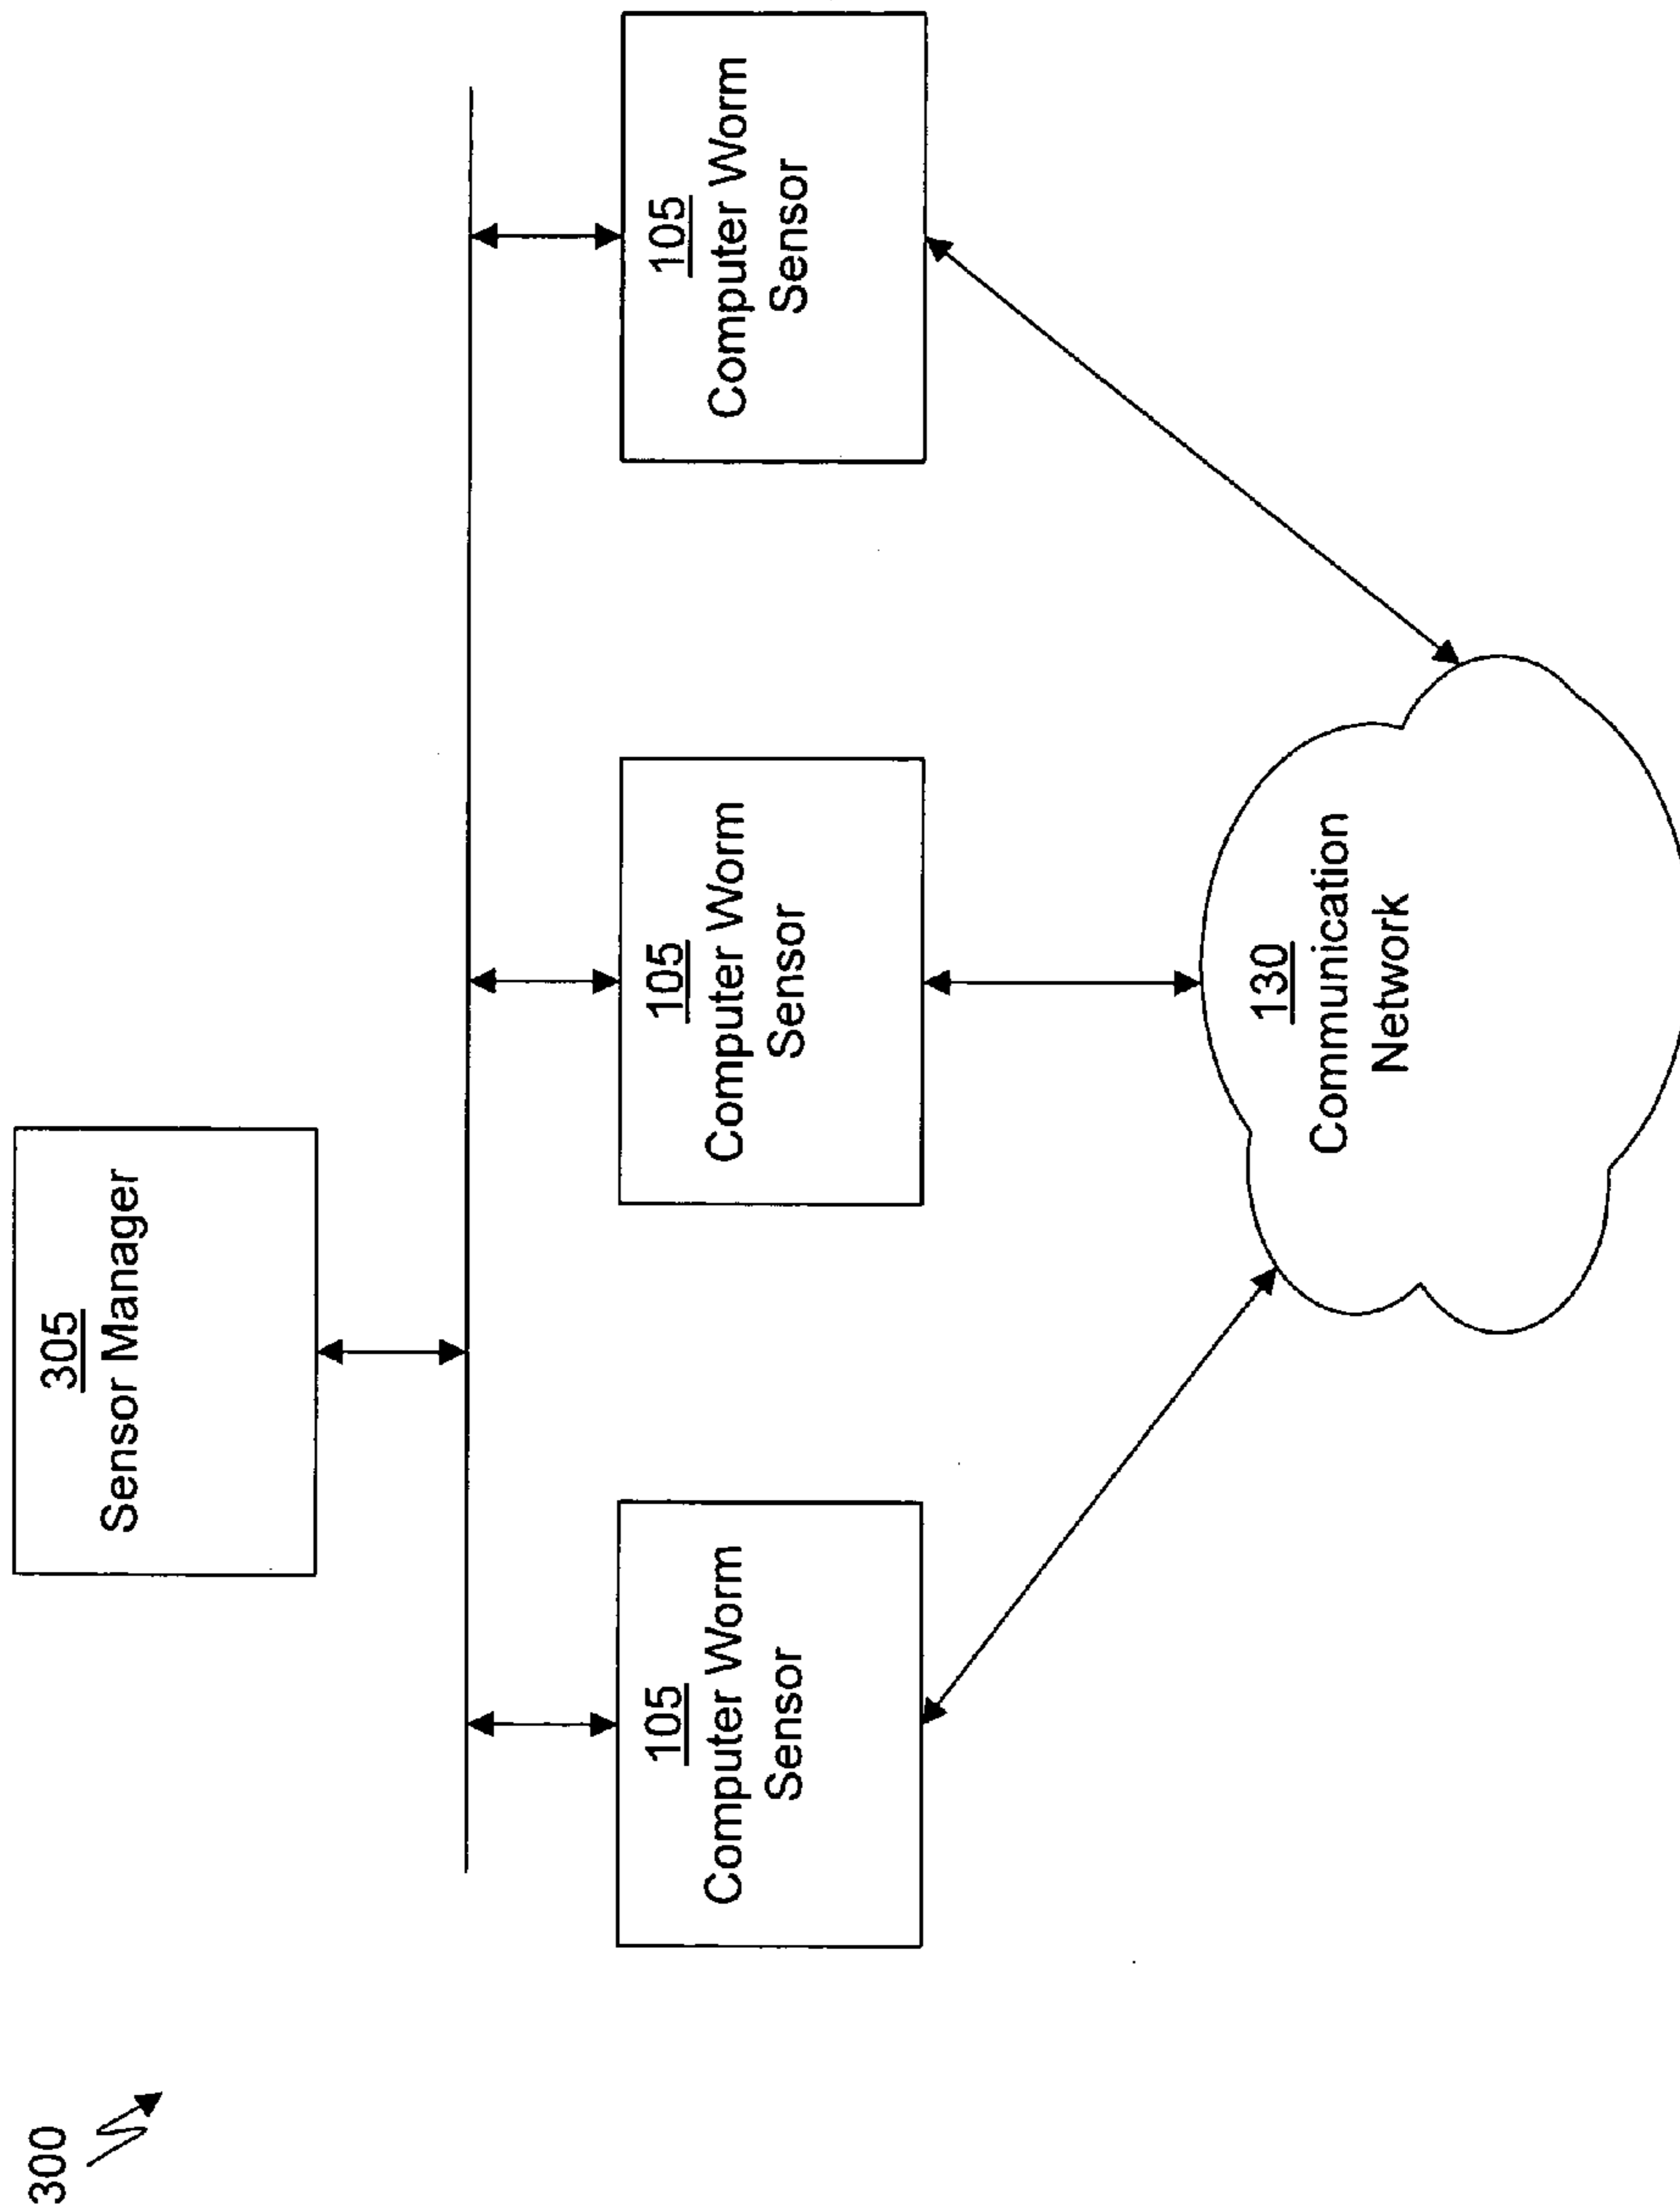 300
305
Sensor Manager
105
Computer Worm
Sensor
105
Computer Worm
Sensor
105
Computer Worm
Sensor
130
Communication
Network